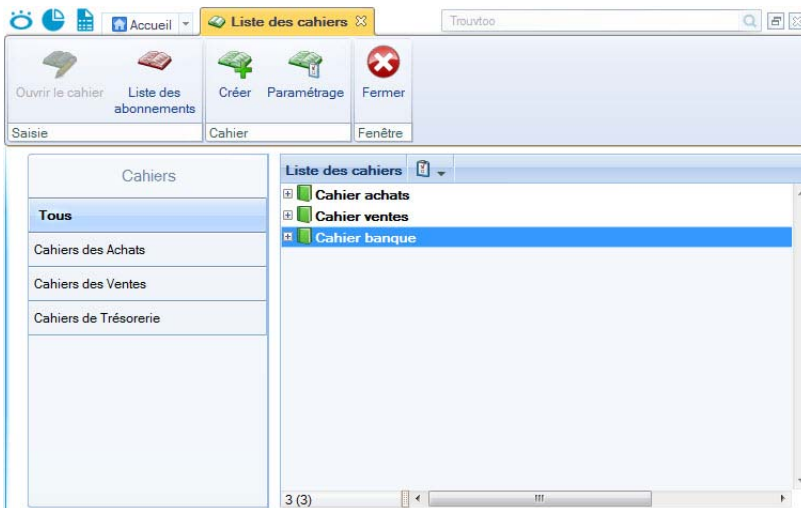 Accueil
Liste des cahiers
Trouvtoo
Ouvrir le cahier
Liste des
abonnements
Créer
Paramétrage
Fermer
Saisie
Cahier
Fenêtre
Cahiers
Tous
Cahiers des Achats
Cahiers des Ventes
Cahiers de Trésorerie
Liste des cahiers
Cahier achats
Cahier ventes
Cahier banque
3 (3)